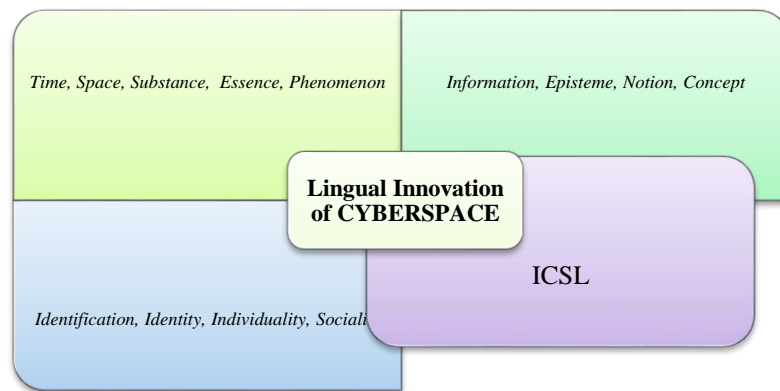 Time, Space, Substance, Essence, Phenomenon
Information, Episteme, Notion, Concept
Lingual Innovation
of CYBERSPACE
ICSL
Identification, Identity, Individuality, Sociali